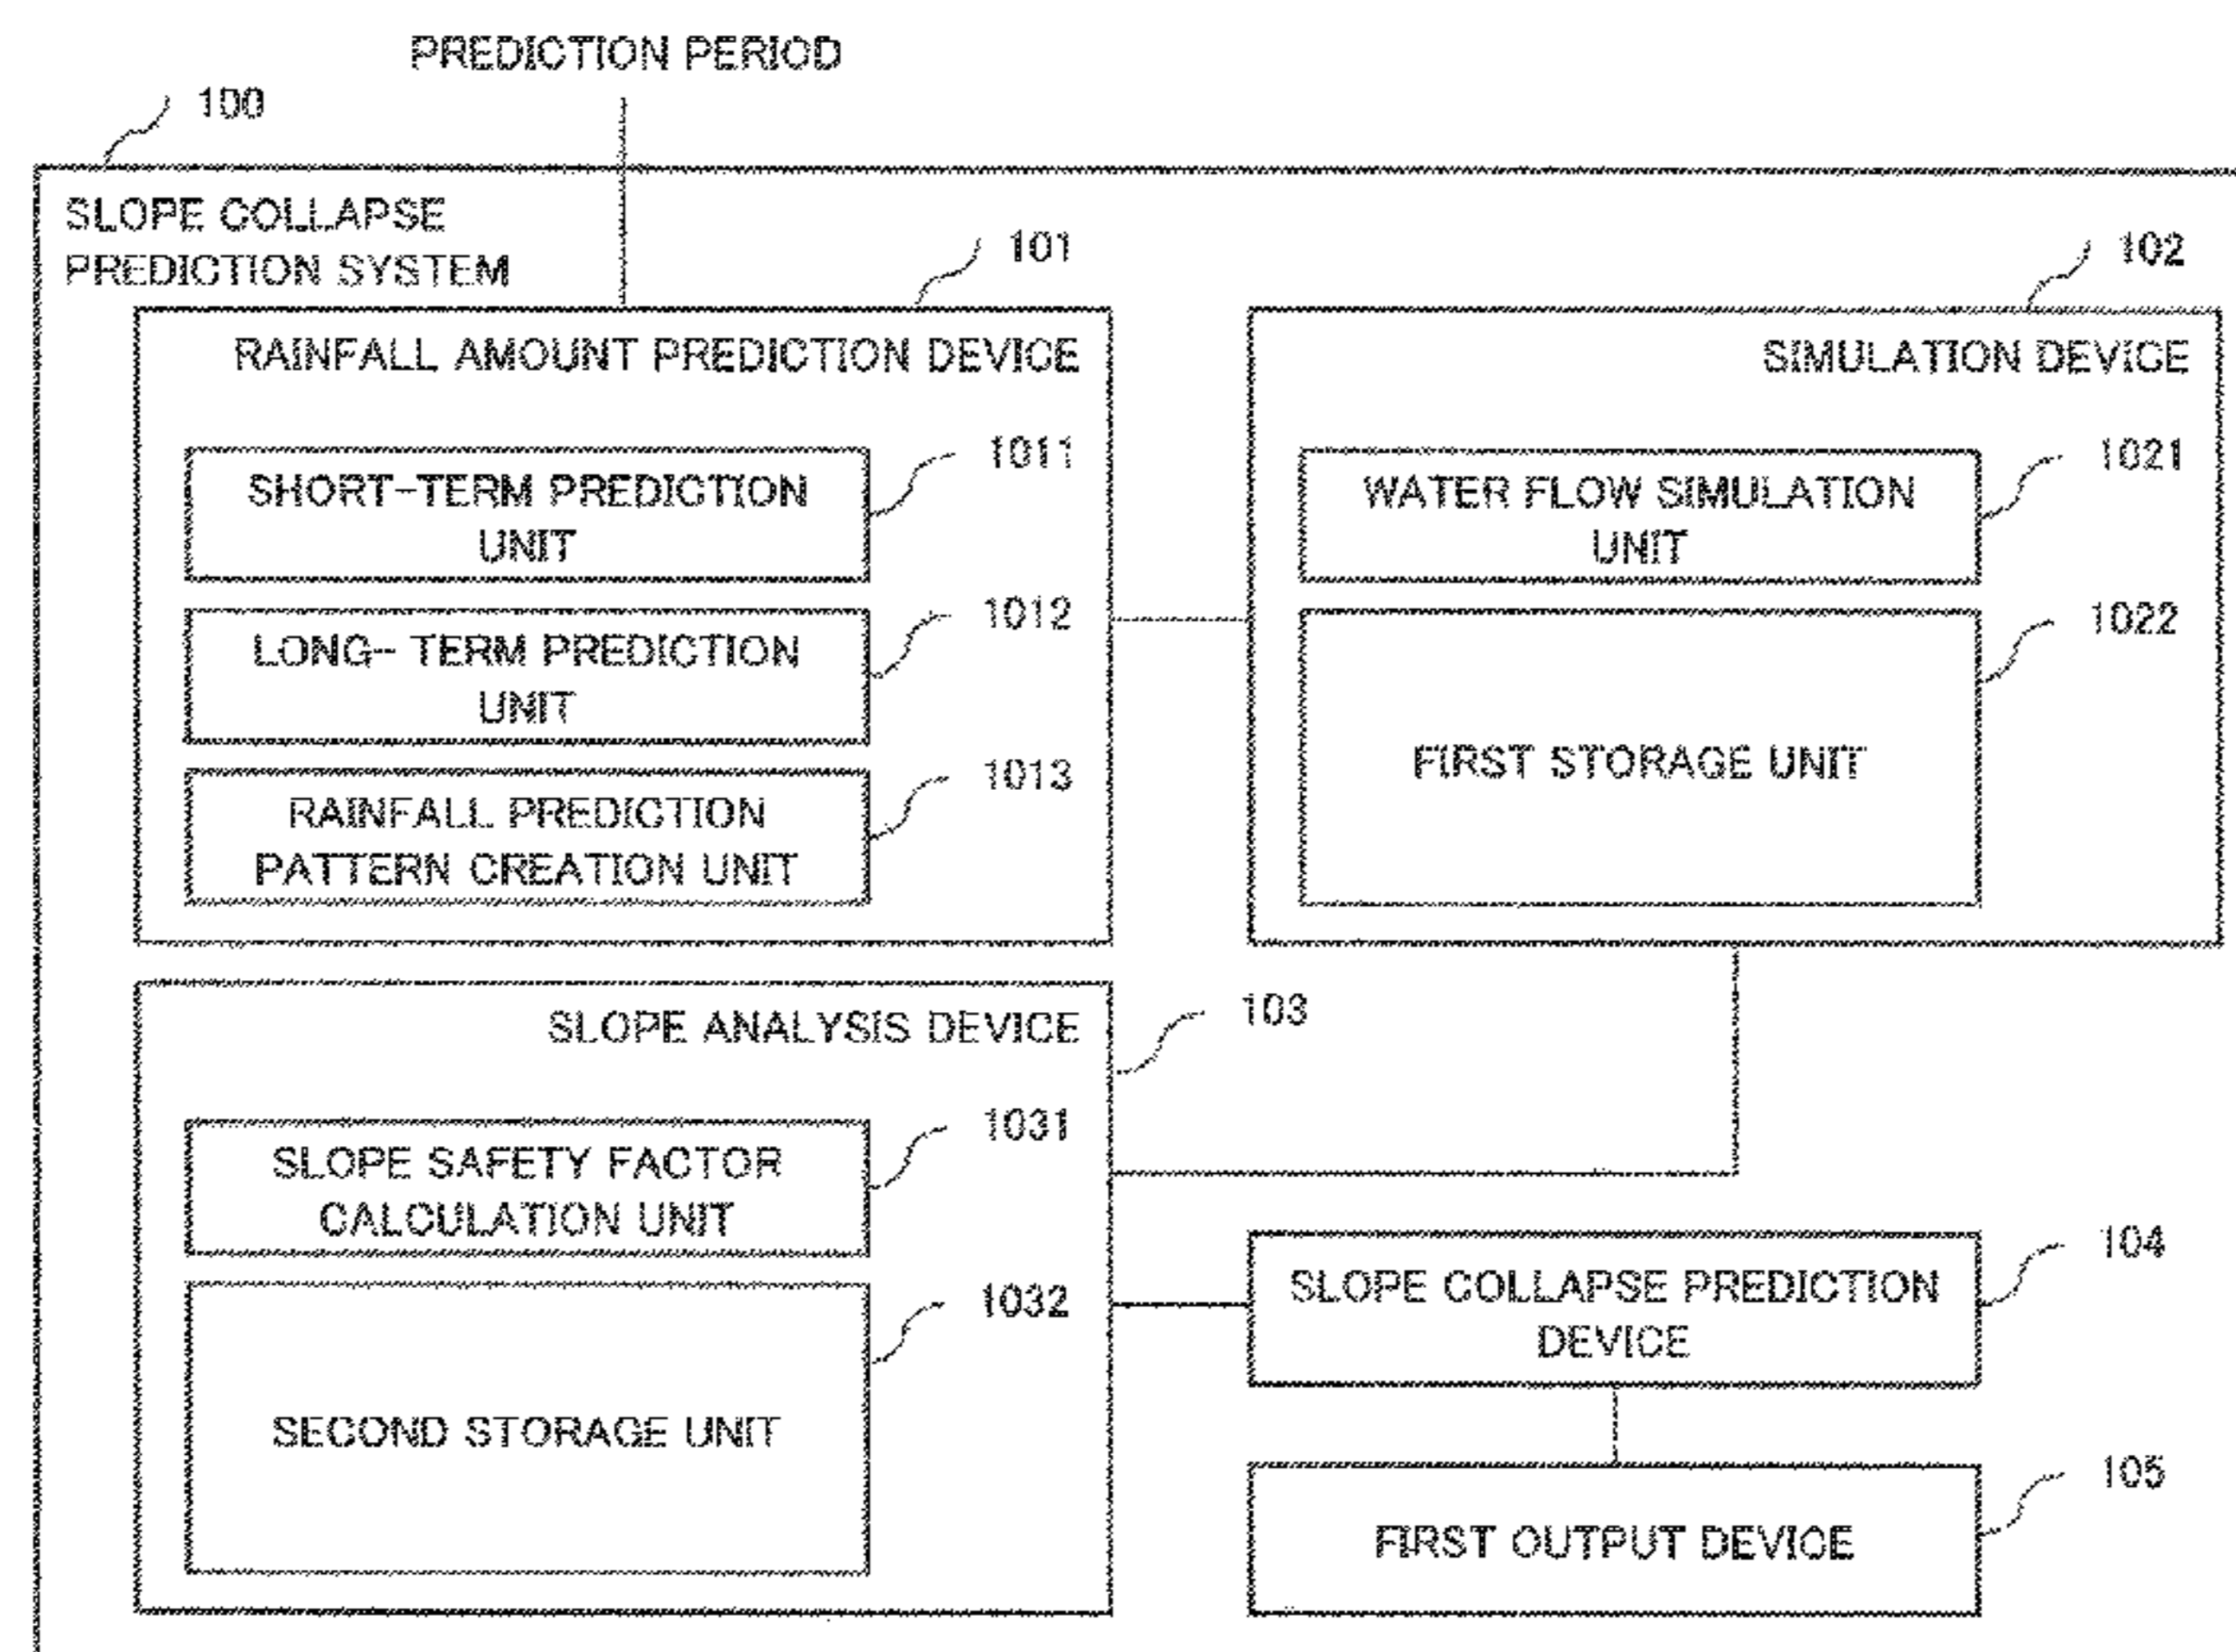 PREDICTION PERIOD
100
SLOPE COLLAPSE
PREDICTION SYSTEM
101
RAINFALL AMOUNT PREDICTION DEVICE
1011
SHORT-TERM PREDICTION
UNIT
1012
LONG- TERM PREDICTION
UNIT
1013
RAINFALL PREDICTION
PATTERN CREATION UNIT
102
SIMULATION DEVICE
1021
WATER FLOW SIMULATION
UNIT
1022
FIRST STORAGE UNIT
103
SLOPE ANALYSIS DEVICE
1031
SLOPE SAFETY FACTOR
CALCULATION UNIT
1032
SECOND STORAGE UNIT
104
SLOPE COLLAPSE PREDICTION
DEVICE
105
FIRST OUTPUT DEVICE